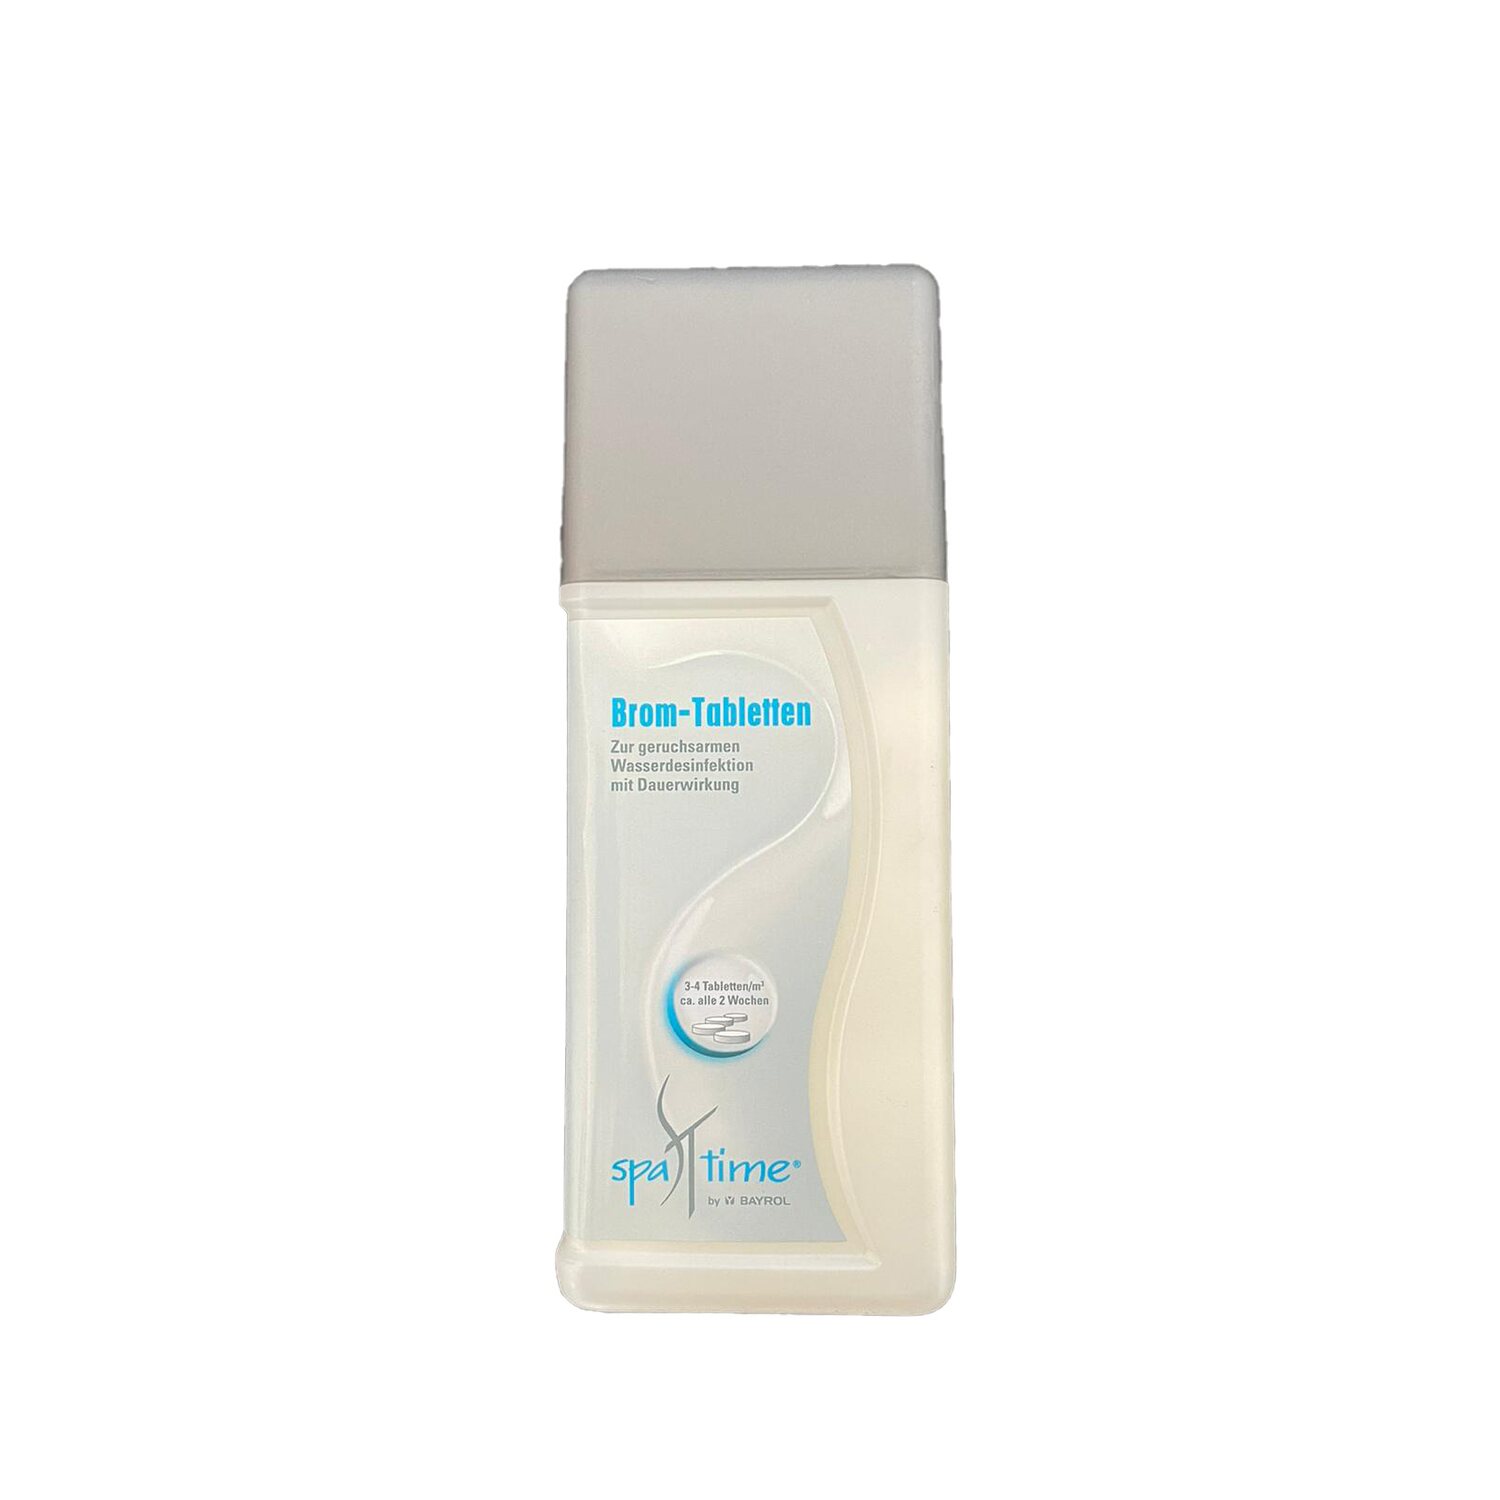 Brom-Tabletten
Zur geruchsarmen
Wasserdesinfektion
mit Dauerwirkung
3-4 Tabletten/m³
ca. alle 2 Wochen
spa time®
by BAYROL